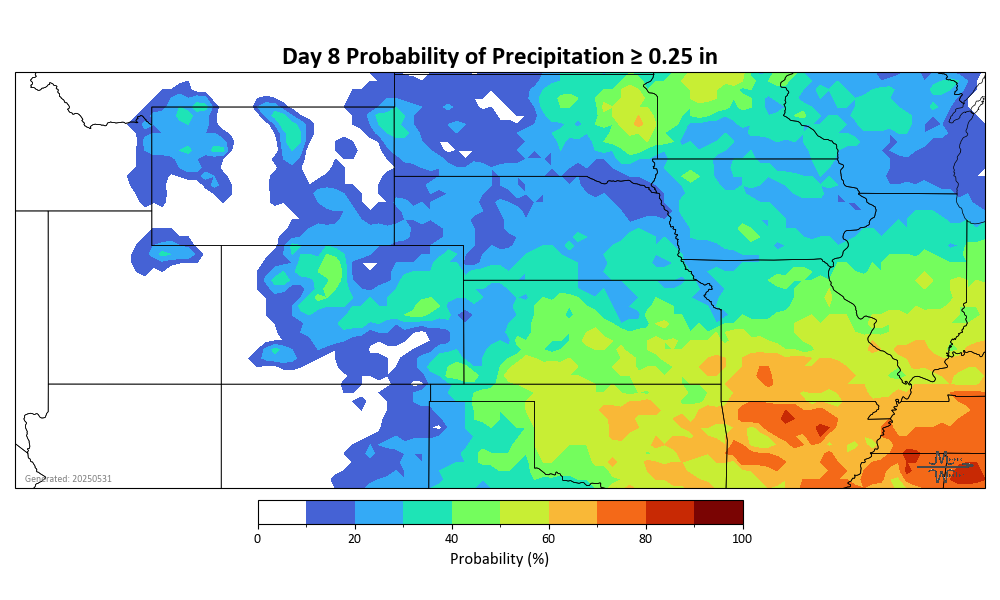 Day 8 Probability of Precipitation ≥ 0.25 in
Generated: 20250531
0 20 40 60 80 100
Probability (%)